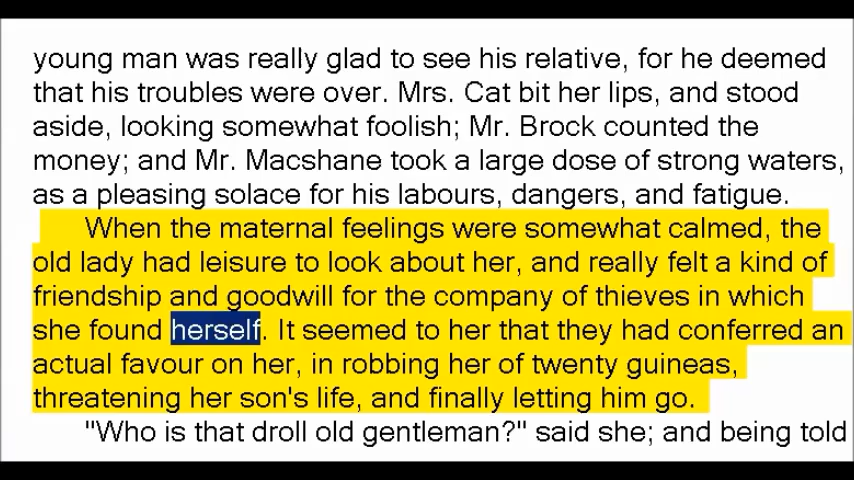 young man was really glad to see his relative, for he deemed
that his troubles were over. Mrs. Cat bit her lips, and stood
aside, looking somewhat foolish; Mr. Brock counted the
money; and Mr. Macshane took a large dose of strong waters,
as a pleasing solace for his labours, dangers, and fatigue.
When the maternal feelings were somewhat calmed, the
old lady had leisure to look about her, and really felt a kind of
friendship and goodwill for the company of thieves in which
she found herself. It seemed to her that they had conferred an
actual favour on her, in robbing her of twenty guineas,
threatening her son's life, and finally letting him go.
"Who is that droll old gentleman?" said she; and being told